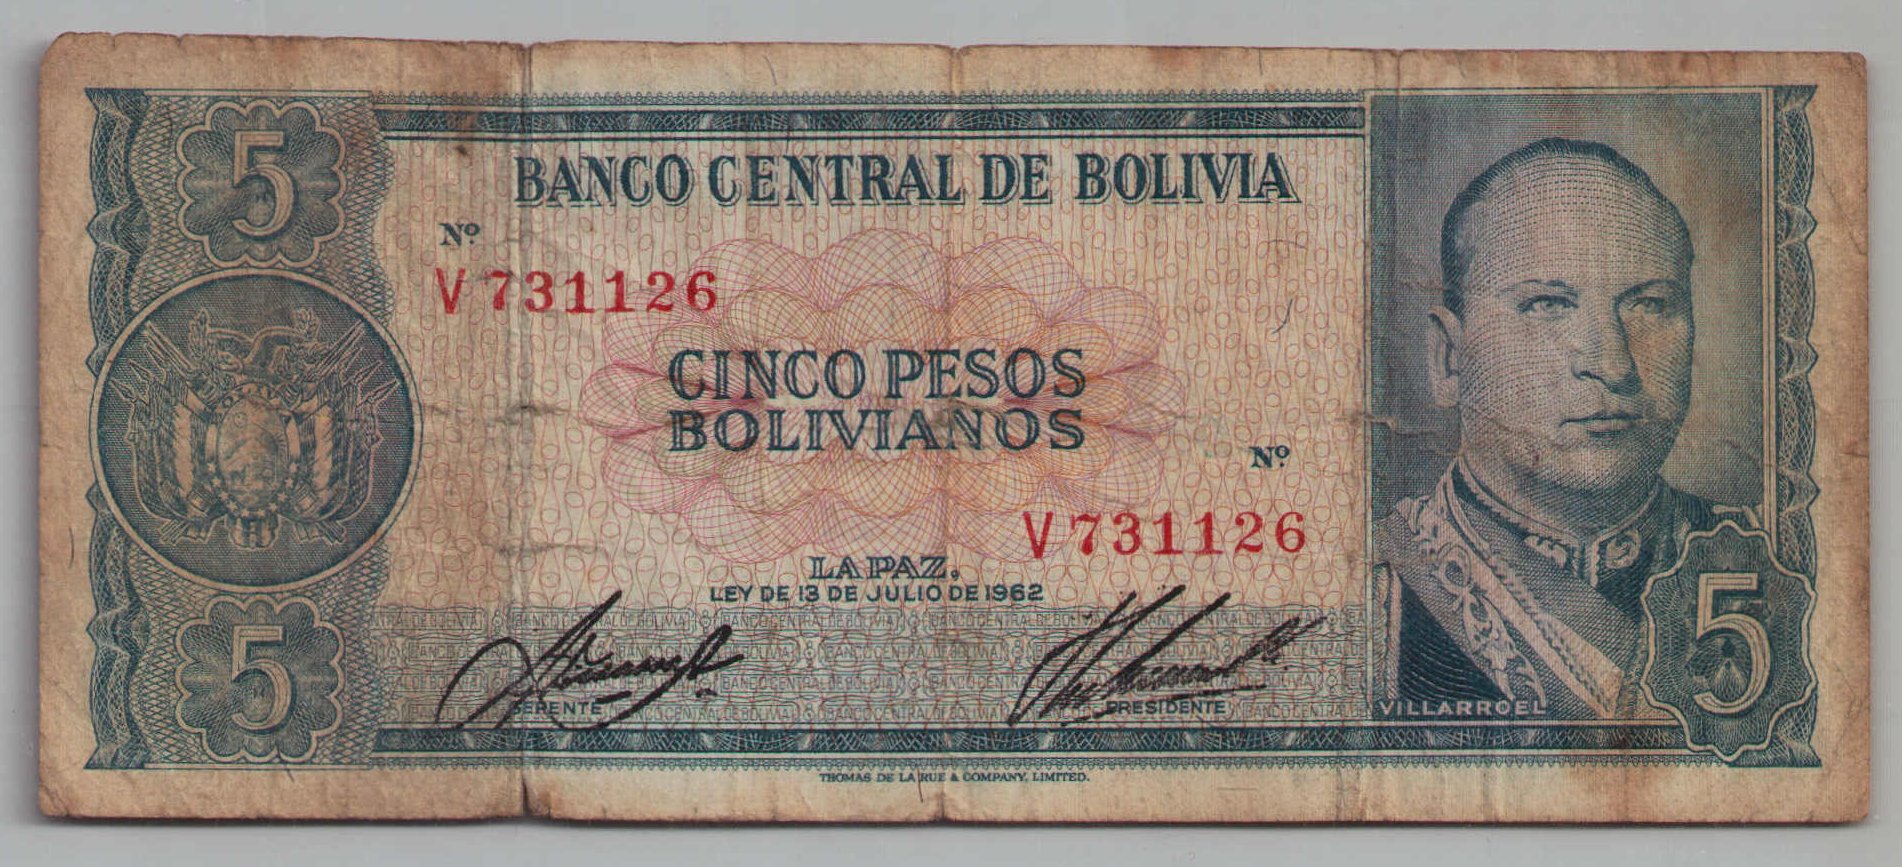 5
BANCO CENTRAL DE BOLIVIA
Nº
V 731126
CINCO PESOS
BOLIVIANOS
Nº
V 731126
LA PAZ,
LEY DE 13 DE JULIO DE 1962
5
GERENTE
PRESIDENTE
VILLARROEL
5
THOMAS DE LA RUE & COMPANY, LIMITED.